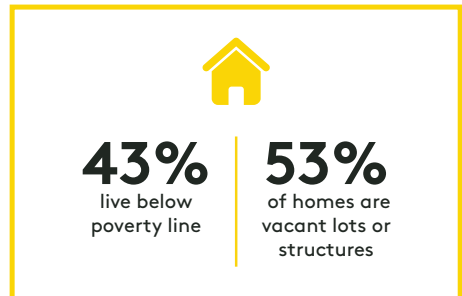 43%
live below
poverty line
53%
of homes are
vacant lots or
structures